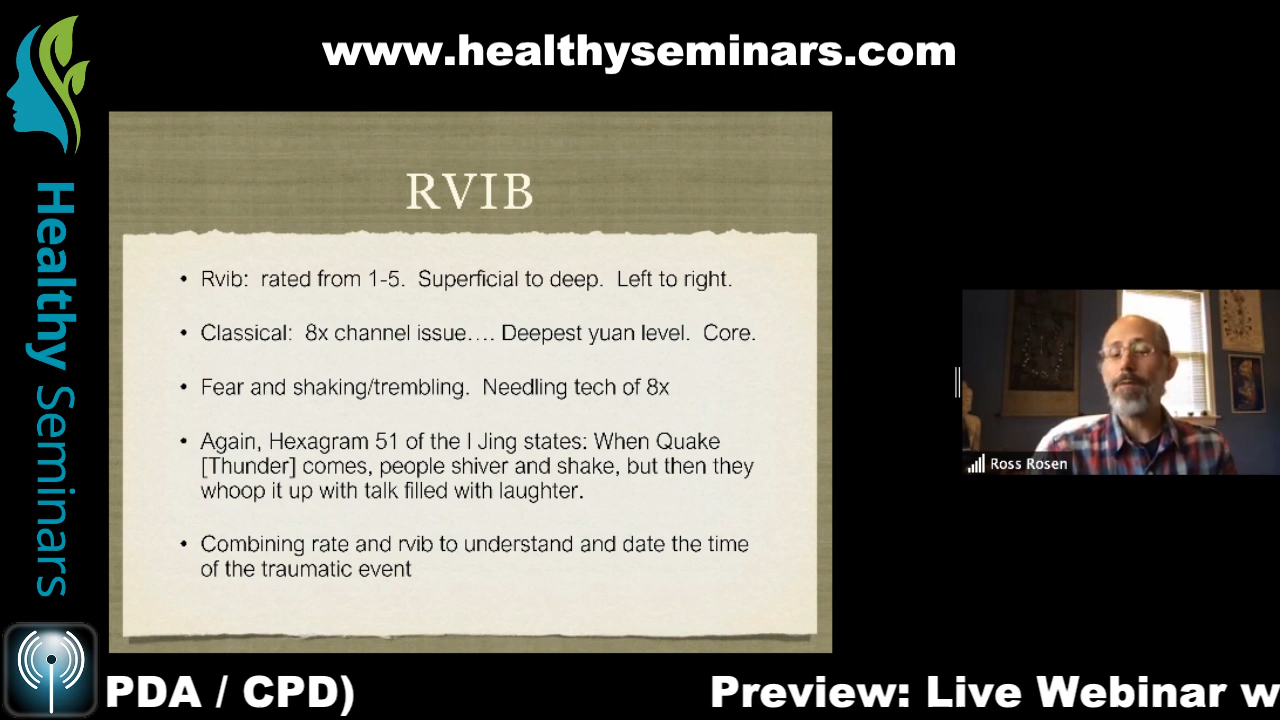 www.healthyseminars.com
Healthy Seminars
RVIB
• Rvib: rated from 1-5. Superficial to deep. Left to right.
• Classical: 8x channel issue…. Deepest yuan level. Core.
• Fear and shaking/trembling. Needling tech of 8x
• Again, Hexagram 51 of the I Jing states: When Quake
[Thunder] comes, people shiver and shake, but then they
whoop it up with talk filled with laughter.
• Combining rate and rvib to understand and date the time
of the traumatic event
Ross Rosen
PDA / CPD) Preview: Live Webinar w